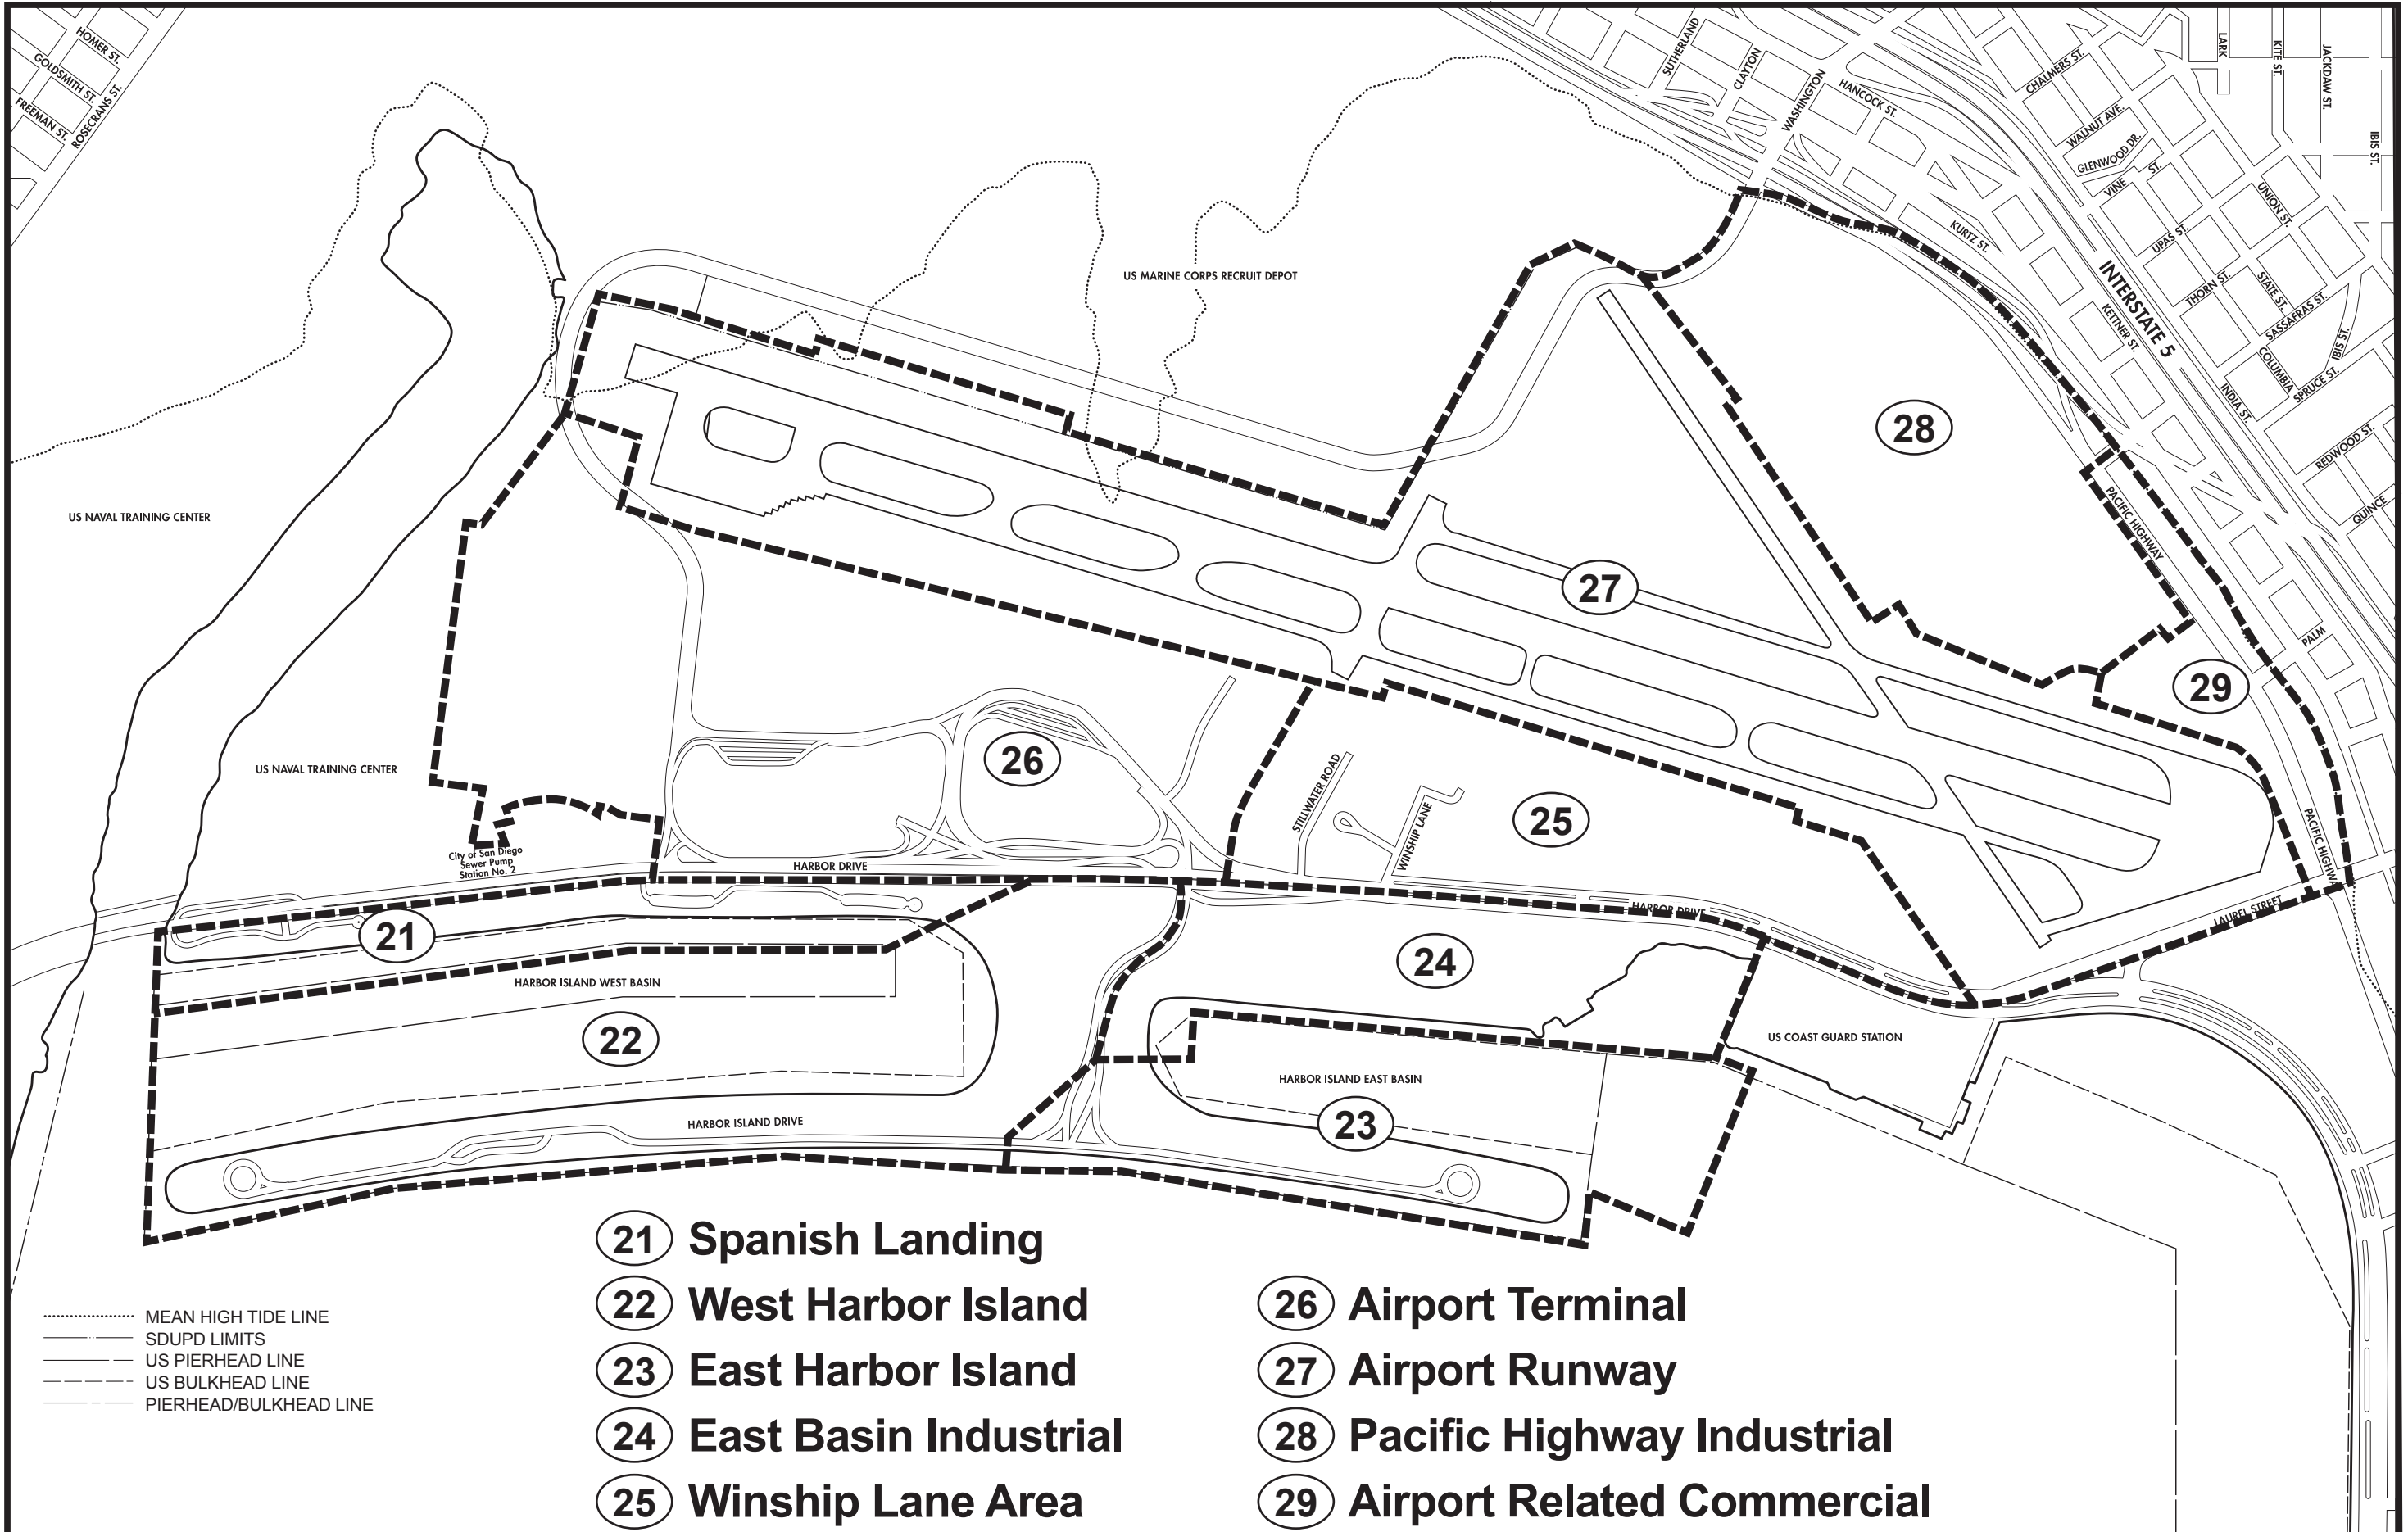 HOMER ST.
GOLDSMITH ST.
FREEMAN ST.
ROSECRANS ST.
SUTHERLAND
CLAYTON
WASHINGTON
HANCOCK ST.
CHALMERS ST.
WALNUT AVE.
GLENWOOD DR.
VINE ST.
LARK
KITE ST.
JACKDAW ST.
IBIS ST.
UNION ST.
UPAS ST.
KURTZ ST.
THORN ST.
STATE ST.
SASSAFRAS ST.
IBIS ST.
INTERSTATE 5
KETTNER ST.
COLUMBIA
SPRUCE ST.
INDIA ST.
REDWOOD ST.
QUINCE
US MARINE CORPS RECRUIT DEPOT
28
PACIFIC HIGHWAY
US NAVAL TRAINING CENTER
27
PALM
29
26
US NAVAL TRAINING CENTER
STILLWATER ROAD
WINSHIP LANE
25
PACIFIC HIGHWA
City of San Diego
Sewer Pump
Station No. 2
HARBOR DRIVE
HARBOR DRIVE
LAUREL STREET
21
24
HARBOR ISLAND WEST BASIN
22
US COAST GUARD STATION
HARBOR ISLAND EAST BASIN
23
HARBOR ISLAND DRIVE
21 Spanish Landing
22 West Harbor Island
23 East Harbor Island
24 East Basin Industrial
25 Winship Lane Area
26 Airport Terminal
27 Airport Runway
28 Pacific Highway Industrial
29 Airport Related Commercial
MEAN HIGH TIDE LINE
SDUPD LIMITS
US PIERHEAD LINE
US BULKHEAD LINE
PIERHEAD/BULKHEAD LINE